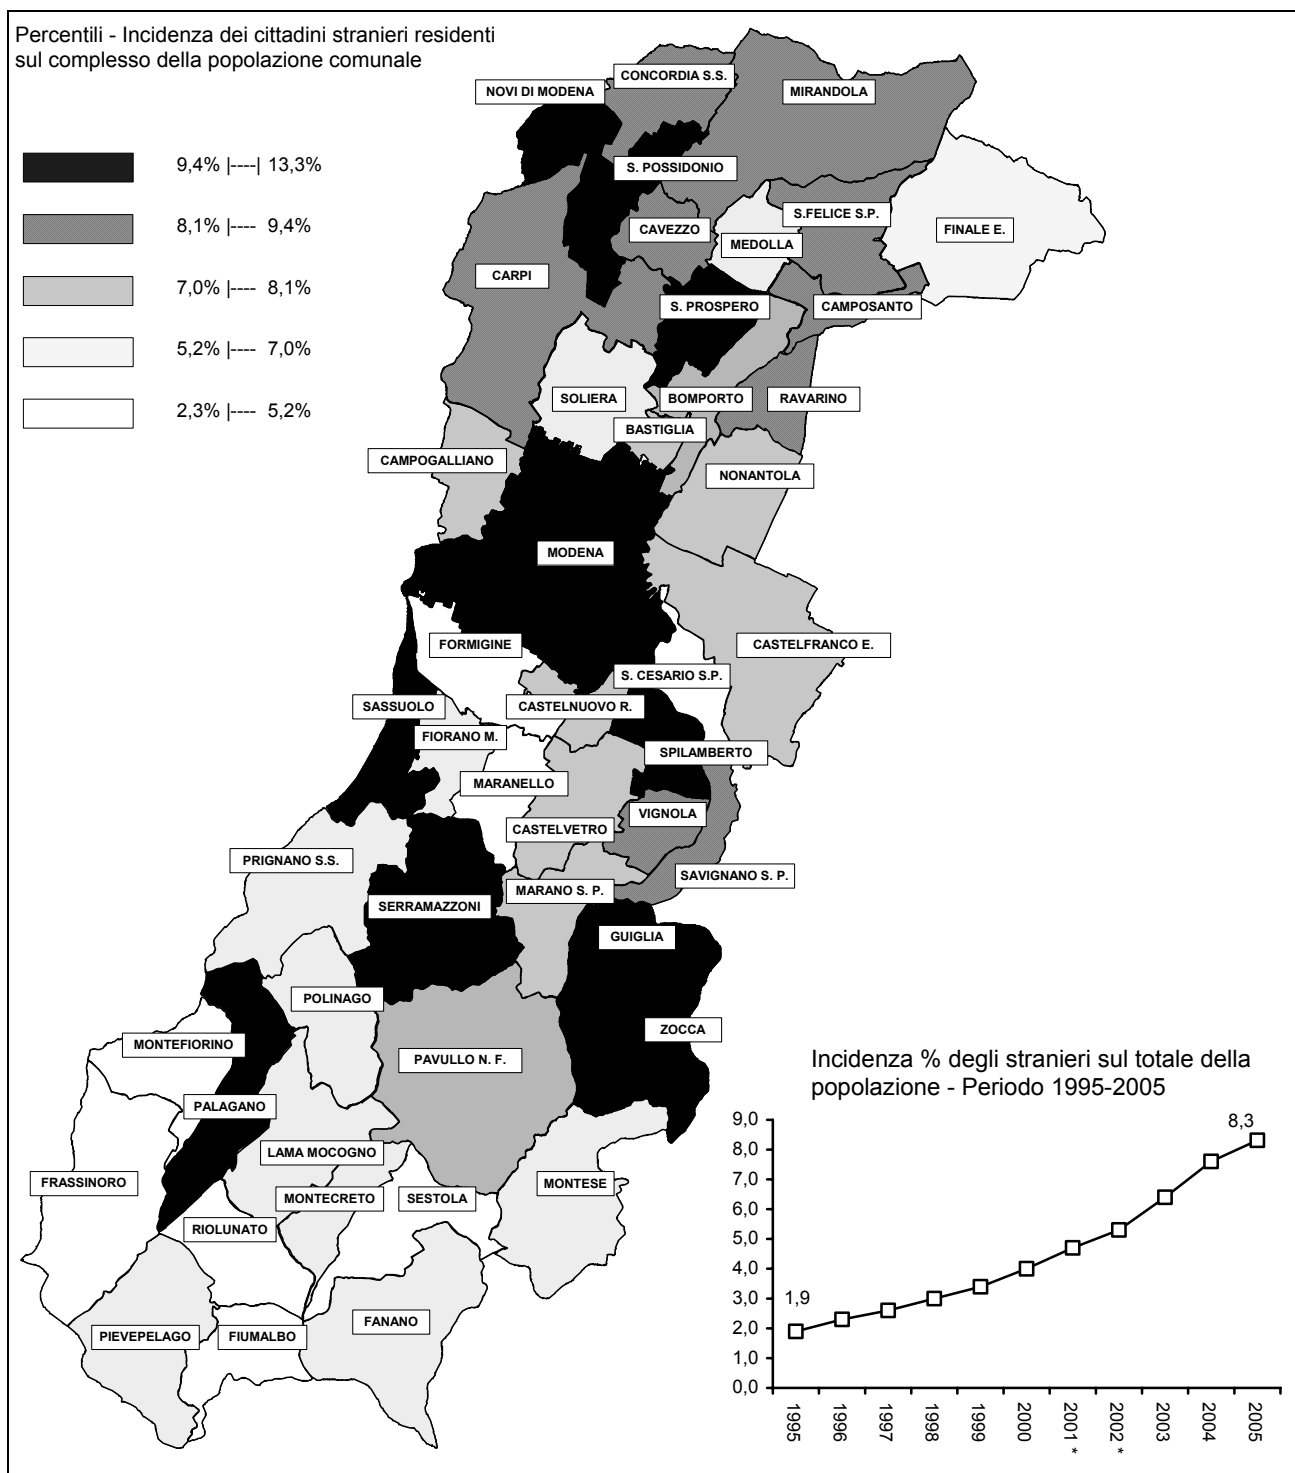 Percentili - Incidenza dei cittadini stranieri residenti
sul complesso della popolazione comunale
9,4% |----| 13,3%
8,1% |---- 9,4%
7,0% |---- 8,1%
5,2% |---- 7,0%
2,3% |---- 5,2%
CONCORDIA S.S.
NOVI DI MODENA
MIRANDOLA
S. POSSIDONIO
S.FELICE S.P.
CAVEZZO
FINALE E.
MEDOLLA
CARPI
S. PROSPERO
CAMPOSANTO
SOLIERA
BOMPORTO
RAVARINO
BASTIGLIA
CAMPOGALLIANO
NONANTOLA
MODENA
FORMIGINE
CASTELFRANCO E.
S. CESARIO S.P.
SASSUOLO
CASTELNUOVO R.
FIORANO M.
SPILAMBERTO
MARANELLO
VIGNOLA
CASTELVETRO
PRIGNANO S.S.
SAVIGNANO S. P.
MARANO S. P.
SERRAMAZZONI
GUIGLIA
POLINAGO
ZOCCA
MONTEFIORINO
PAVULLO N. F.
PALAGANO
LAMA MOCOGNO
FRASSINORO
MONTECRETO
SESTOLA
MONTESE
RIOLUNATO
FANANO
PIEVEPELAGO
FIUMALBO
Incidenza % degli stranieri sul totale della
popolazione - Periodo 1995-2005
9,0
8,0
7,0
6,0
5,0
4,0
3,0
2,0
1,0
0,0
1,9
8,3
1995
1996
1997
1998
1999
2000
2001 *
2002 *
2003
2004
2005